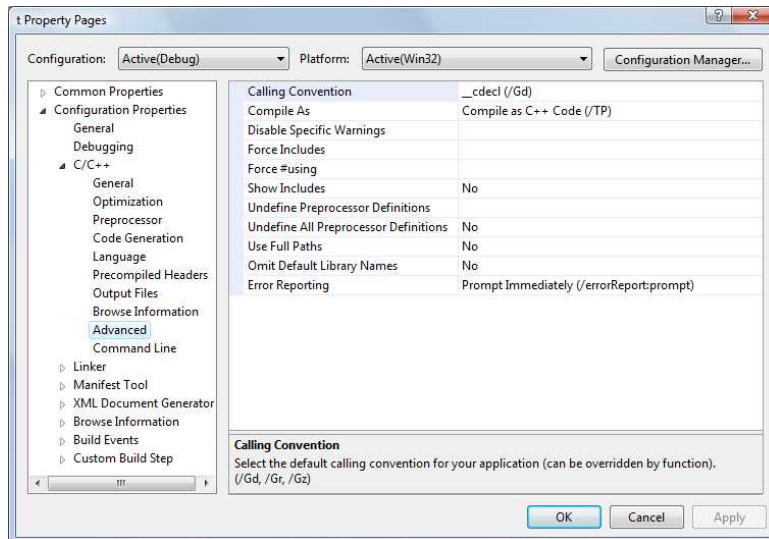 t Property Pages
Configuration: Active(Debug) Platform: Active(Win32) Configuration Manager...
Common Properties
Configuration Properties
General
Debugging
C/C++
General
Optimization
Preprocessor
Code Generation
Language
Precompiled Headers
Output Files
Browse Information
Advanced
Command Line
Linker
Manifest Tool
XML Document Generator
Browse Information
Build Events
Custom Build Step
Calling Convention __cdecl (/Gd)
Compile As Compile as C++ Code (/TP)
Disable Specific Warnings
Force Includes
Force #using
Show Includes No
Undefine Preprocessor Definitions
Undefine All Preprocessor Definitions No
Use Full Paths No
Omit Default Library Names No
Error Reporting Prompt Immediately (/errorReport:prompt)
Calling Convention
Select the default calling convention for your application (can be overridden by function).
(/Gd, /Gr, /Gz)
OK Cancel Apply